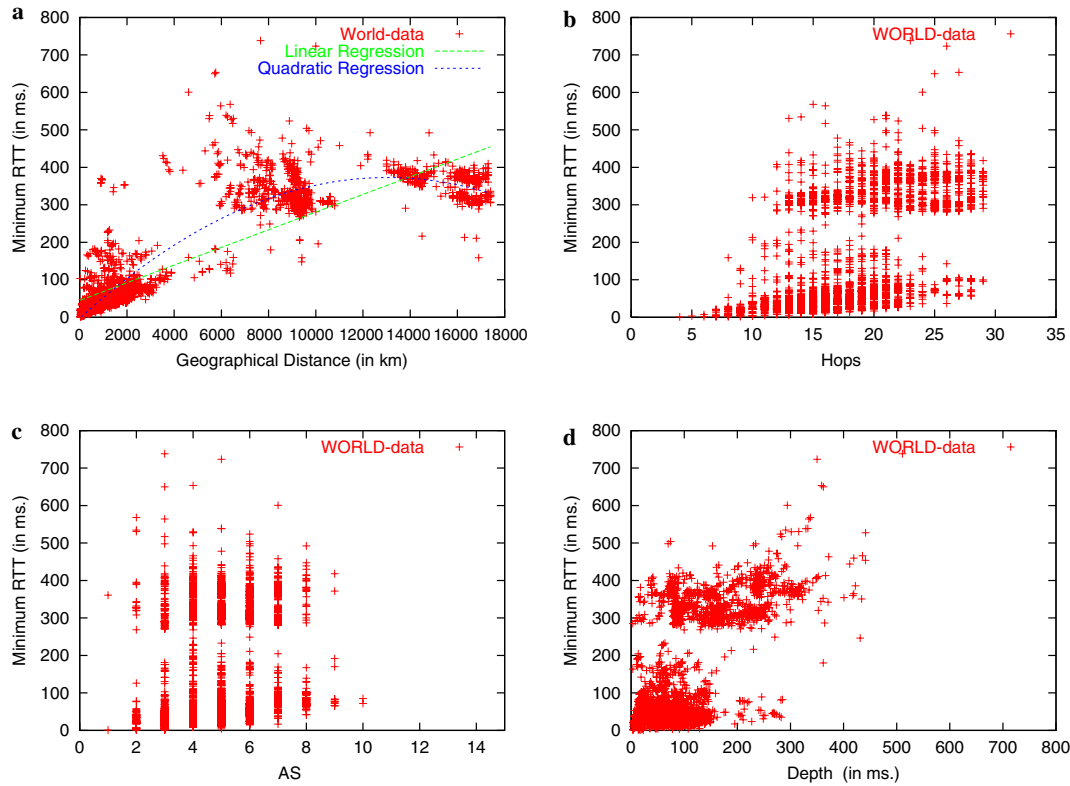 a
800
700
600
500
400
300
200
100
0
Minimum RTT (in ms.)
World-data
Linear Regression
Quadratic Regression
0 2000 4000 6000 8000 10000 12000 14000 16000 18000
Geographical Distance (in km)
b
800
700
600
500
400
300
200
100
0
Minimum RTT (in ms.)
WORLD-data
0 5 10 15 20 25 30 35
Hops
c
800
700
600
500
400
300
200
100
0
Minimum RTT (in ms.)
WORLD-data
0 2 4 6 8 10 12 14
AS
d
800
700
600
500
400
300
200
100
0
Minimum RTT (in ms.)
WORLD-data
0 100 200 300 400 500 600 700 800
Depth (in ms.)